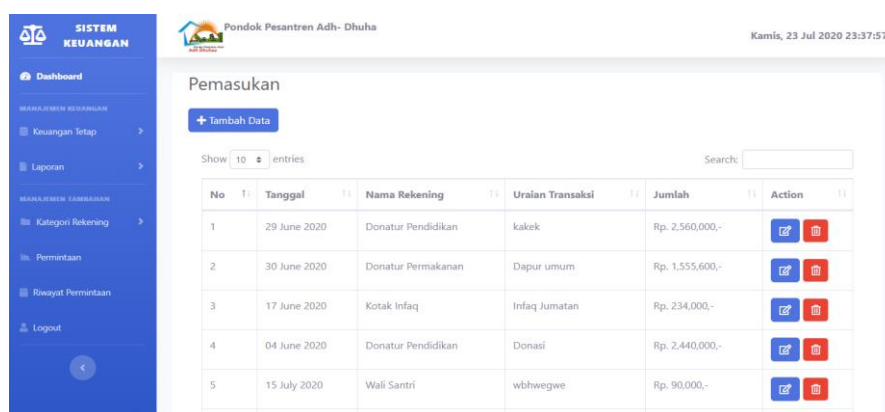 SISTEM
KEUANGAN
Dashboard
MANAJEMEN KEUANGAN
Keuangan Tetap
Laporan
MANAJEMEN TAMBAHAN
Kategori Rekening
Permintaan
Riwayat Permintaan
Logout
Pondok Pesantren Adh- Dhuha
Kamis, 23 Jul 2020 23:37:57
Pemasukan
+ Tambah Data
Show 10 entries Search:
No Tanggal Nama Rekening Uraian Transaksi Jumlah Action
1 29 June 2020 Donatur Pendidikan kakek Rp. 2,560,000,-
2 30 June 2020 Donatur Permakanan Dapur umum Rp. 1,555,600,-
3 17 June 2020 Kotak Infaq Infaq Jumatan Rp. 234,000,-
4 04 June 2020 Donatur Pendidikan Donasi Rp. 2,440,000,-
5 15 July 2020 Wali Santri wbhwegwe Rp. 90,000,-